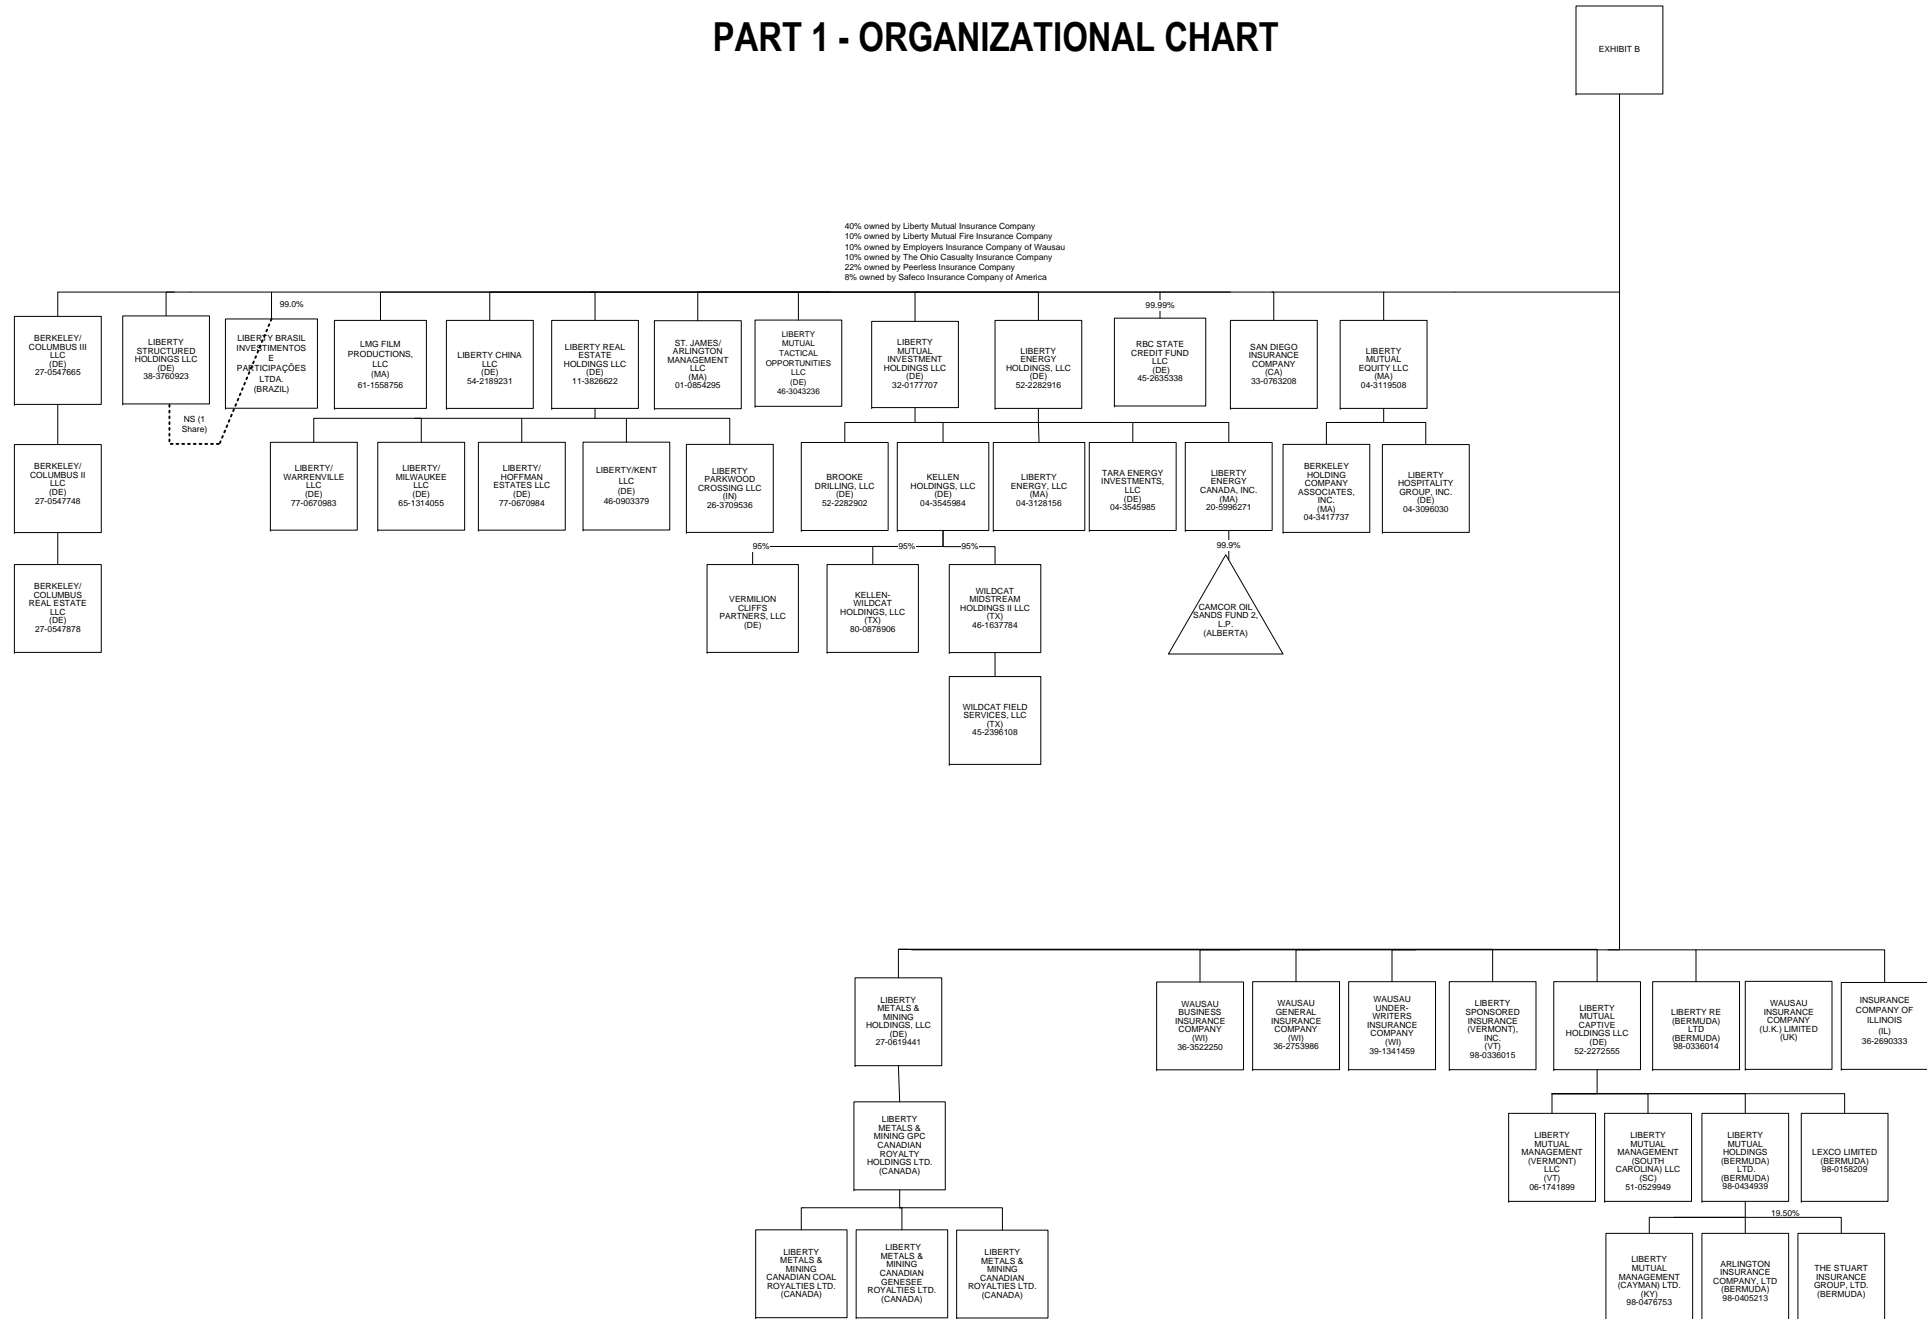 PART 1 - ORGANIZATIONAL CHART
EXHIBIT B
40% owned by Liberty Mutual Insurance Company
10% owned by Liberty Mutual Fire Insurance Company
10% owned by Employers Insurance Company of Wausau
10% owned by The Ohio Casualty Insurance Company
22% owned by Peerless Insurance Company
8% owned by Safeco Insurance Company of America
99.0%
99.99%
BERKELEY/
COLUMBUS III
LLC
(DE)
27-0547665
LIBERTY
STRUCTURED
HOLDINGS LLC
(DE)
38-3760923
LIBERTY BRASIL
INVESTIMENTOS
E
PARTICIPAÇÕES
LTDA.
(BRAZIL)
LMG FILM
PRODUCTIONS,
LLC
(MA)
61-1558756
LIBERTY CHINA
LLC
(DE)
54-2189231
LIBERTY REAL
ESTATE
HOLDINGS LLC
(DE)
11-3826622
ST. JAMES/
ARLINGTON
MANAGEMENT
LLC
(MA)
01-0854295
LIBERTY
MUTUAL
TACTICAL
OPPORTUNITIES
LLC
(DE)
46-3043236
LIBERTY
MUTUAL
INVESTMENT
HOLDINGS LLC
(DE)
32-0177707
LIBERTY
ENERGY
HOLDINGS, LLC
(DE)
52-2282916
RBC STATE
CREDIT FUND
LLC
(DE)
45-2635338
SAN DIEGO
INSURANCE
COMPANY
(CA)
33-0763208
LIBERTY
MUTUAL
EQUITY LLC
(MA)
04-3119508
NS (1
Share)
BERKELEY/
COLUMBUS II
LLC
(DE)
27-0547748
LIBERTY/
WARRENVILLE
LLC
(DE)
77-0670983
LIBERTY/
MILWAUKEE
LLC
(DE)
65-1314055
LIBERTY/
HOFFMAN
ESTATES LLC
(DE)
77-0670984
LIBERTY/KENT
LLC
(DE)
46-0903379
LIBERTY
PARKWOOD
CROSSING LLC
(IN)
26-3709536
BROOKE
DRILLING, LLC
(DE)
52-2282902
KELLEN
HOLDINGS, LLC
(DE)
04-3545984
LIBERTY
ENERGY, LLC
(MA)
04-3128156
TARA ENERGY
INVESTMENTS,
LLC
(DE)
04-3545985
LIBERTY
ENERGY
CANADA, INC.
(MA)
20-5996271
BERKELEY
HOLDING
COMPANY
ASSOCIATES,
INC.
(MA)
04-3417737
LIBERTY
HOSPITALITY
GROUP, INC.
(DE)
04-3096030
95%
95%
95%
99.9%
BERKELEY/
COLUMBUS
REAL ESTATE
LLC
(DE)
27-0547878
VERMILION
CLIFFS
PARTNERS, LLC
(DE)
KELLEN-
WILDCAT
HOLDINGS, LLC
(TX)
80-0878906
WILDCAT
MIDSTREAM
HOLDINGS II LLC
(TX)
46-1637784
CAMCOR OIL
SANDS FUND 2,
L.P.
(ALBERTA)
WILDCAT FIELD
SERVICES, LLC
(TX)
45-2396108
LIBERTY
METALS &
MINING
HOLDINGS, LLC
(DE)
27-0619441
WAUSAU
BUSINESS
INSURANCE
COMPANY
(WI)
36-3522250
WAUSAU
GENERAL
INSURANCE
COMPANY
(WI)
36-2753986
WAUSAU
UNDER-
WRITERS
INSURANCE
COMPANY
(WI)
39-1341459
LIBERTY
SPONSORED
INSURANCE
(VERMONT),
INC.
(VT)
98-0336015
LIBERTY
MUTUAL
CAPTIVE
HOLDINGS LLC
(DE)
52-2272555
LIBERTY RE
(BERMUDA)
LTD
(BERMUDA)
98-0336014
WAUSAU
INSURANCE
COMPANY
(U.K.) LIMITED
(UK)
INSURANCE
COMPANY OF
ILLINOIS
(IL)
36-2690333
LIBERTY
METALS &
MINING GPC
CANADIAN
ROYALTY
HOLDINGS LTD.
(CANADA)
LIBERTY
MUTUAL
MANAGEMENT
(VERMONT)
LLC
(VT)
06-1741899
LIBERTY
MUTUAL
MANAGEMENT
(SOUTH
CAROLINA) LLC
(SC)
51-0529949
LIBERTY
MUTUAL
HOLDINGS
(BERMUDA)
LTD.
(BERMUDA)
98-0434939
LEXCO LIMITED
(BERMUDA)
98-0158209
19.50%
LIBERTY
METALS &
MINING
CANADIAN COAL
ROYALTIES LTD.
(CANADA)
LIBERTY
METALS &
MINING
CANADIAN
GENESEE
ROYALTIES LTD.
(CANADA)
LIBERTY
METALS &
MINING
CANADIAN
ROYALTIES LTD.
(CANADA)
LIBERTY
MUTUAL
MANAGEMENT
(CAYMAN) LTD.
(KY)
98-0476753
ARLINGTON
INSURANCE
COMPANY, LTD
(BERMUDA)
98-0405213
THE STUART
INSURANCE
GROUP, LTD.
(BERMUDA)